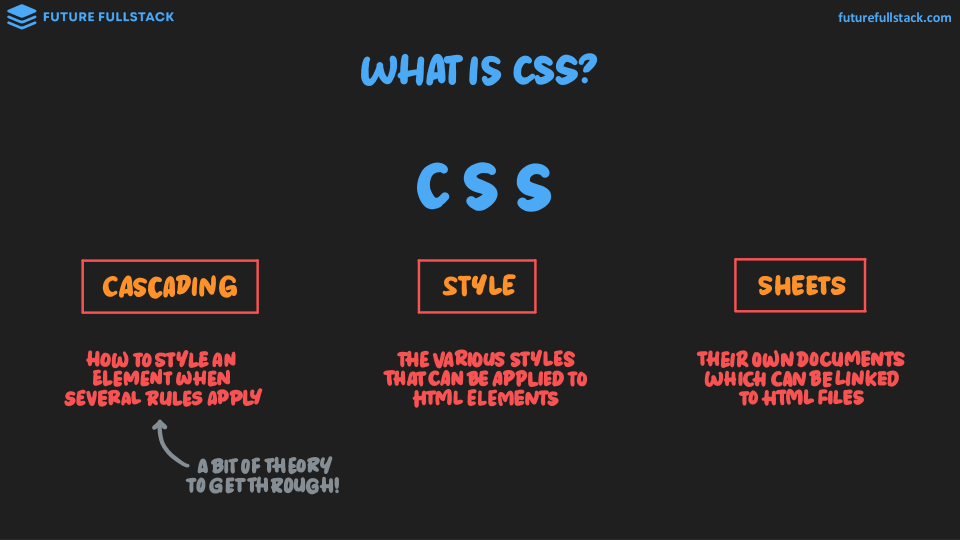 FUTURE FULLSTACK
futurefullstack.com
WHAT IS CSS?
C S S
CASCADING
STYLE
SHEETS
HOW TO STYLE AN
ELEMENT WHEN
SEVERAL RULES APPLY
THE VARIOUS STYLES
THAT CAN BE APPLIED TO
HTML ELEMENTS
THEIR OWN DOCUMENTS
WHICH CAN BE LINKED
TO HTML FILES
A BIT OF THEORY
TO GET THROUGH!